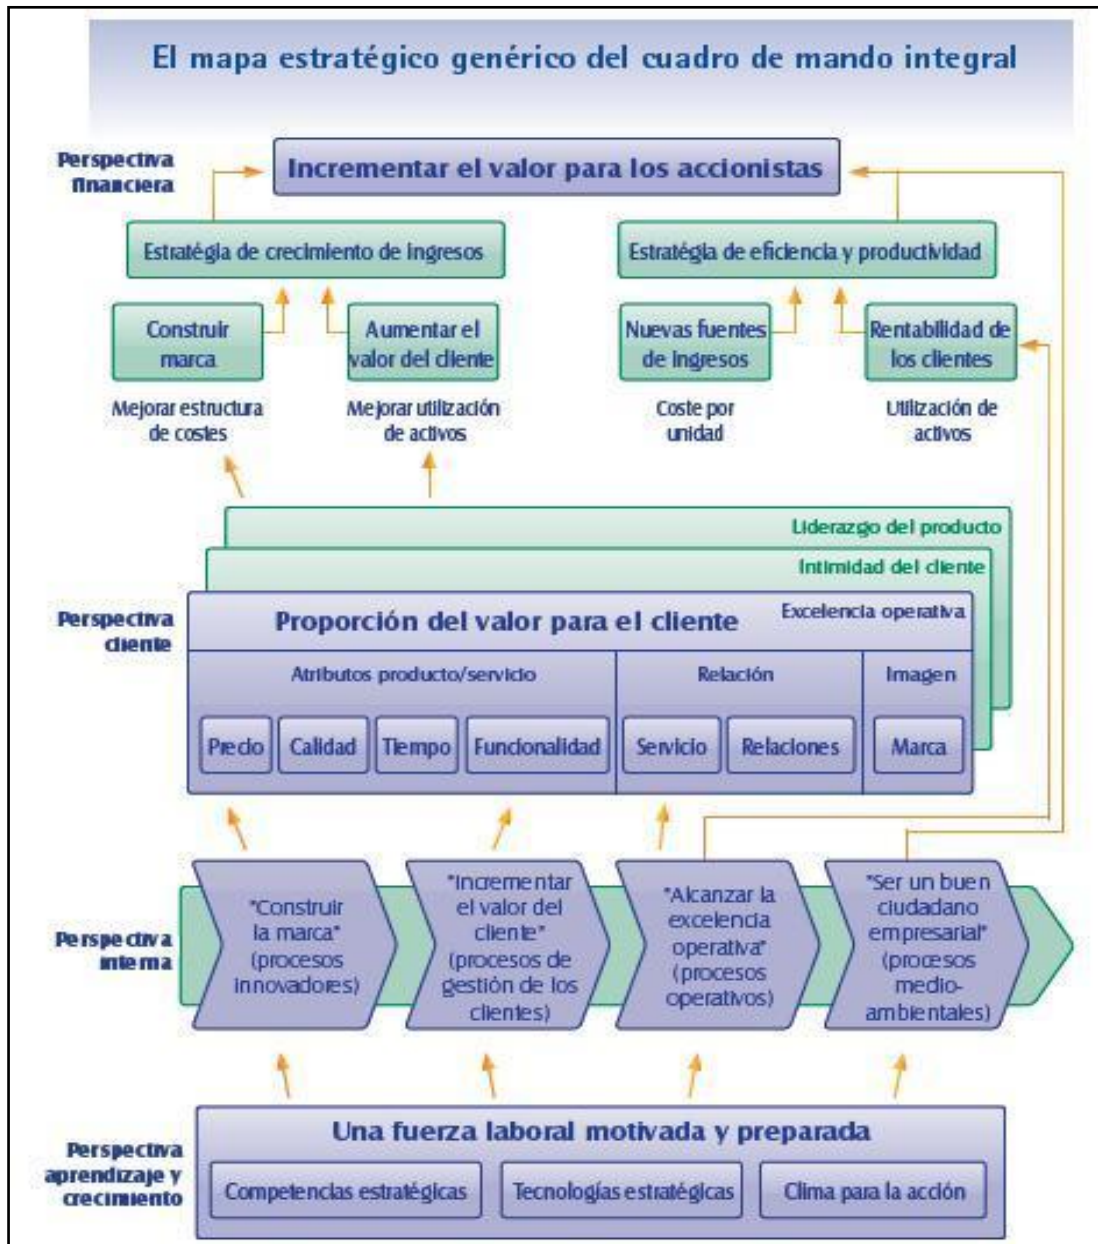 El mapa estratégico genérico del cuadro de mando integral
Perspectiva
financiera
Incrementar el valor para los accionistas
Estratégia de crecimiento de ingresos
Estratégia de eficiencia y productividad
Construir
marca
Aumentar el
valor del cliente
Nuevas fuentes
de ingresos
Rentabilidad de
los clientes
Mejorar estructura
de costes
Mejorar utilización
de activos
Coste por
unidad
Utilización de
activos
Liderazgo del producto
Intimidad del cliente
Excelencia operativa
Perspectiva
cliente
Proporción del valor para el cliente
Atributos producto/servicio
Relación
Imagen
Precio
Calidad
Tiempo
Funcionalidad
Servicio
Relaciones
Marca
Perspectiva
interna
"Construir
la marca"
(procesos
innovadores)
"Incrementar
el valor del
cliente"
(procesos de
gestión de los
clientes)
"Alcanzar la
excelencia
operativa"
(procesos
operativos)
"Ser un buen
ciudadano
empresarial"
(procesos
medio-
ambientales)
Perspectiva
aprendizaje y
crecimiento
Una fuerza laboral motivada y preparada
Competencias estratégicas
Tecnologías estratégicas
Clima para la acción